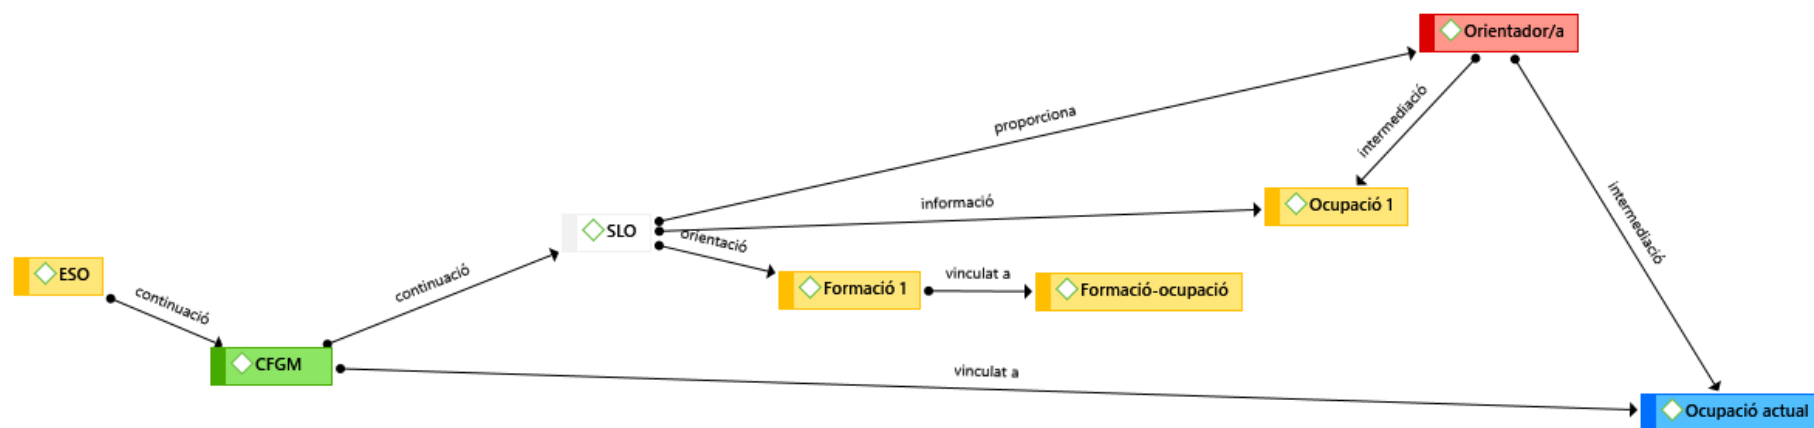 Orientador/a
proporciona
intermediació
intermediació
informació
Ocupació 1
SLO
orientació
ESO
continuació
continuació
Formació 1
vinculat a
Formació-ocupació
CFGM
vinculat a
Ocupació actual